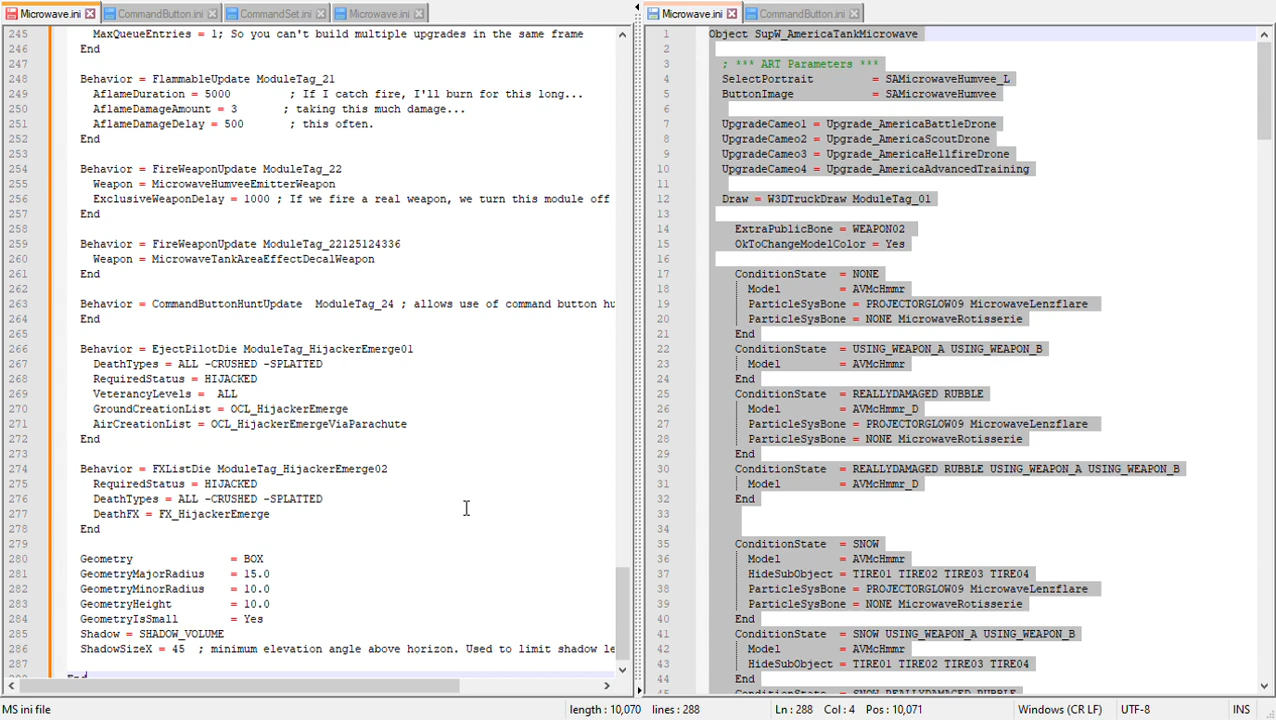 Microwave.ini
CommandButton.ini
CommandSet.ini
Microwave.ini
245 MaxQueueEntries = 1; So you can't build multiple upgrades in the same frame
246 End
247
248 Behavior = FlammableUpdate ModuleTag_21
249 AflameDuration = 5000 ; If I catch fire, I'll burn for this long...
250 AflameDamageAmount = 3 ; taking this much damage...
251 AflameDamageDelay = 500 ; this often.
252 End
253
254 Behavior = FireWeaponUpdate ModuleTag_22
255 Weapon = MicrowaveHumveeEmitterWeapon
256 ExclusiveWeaponDelay = 1000 ; If we fire a real weapon, we turn this module off
257 End
258
259 Behavior = FireWeaponUpdate ModuleTag_22125124336
260 Weapon = MicrowaveTankAreaEffectDecalWeapon
261 End
262
263 Behavior = CommandButtonHuntUpdate ModuleTag_24 ; allows use of command button hu
264 End
265
266 Behavior = EjectPilotDie ModuleTag_HijackerEmerge01
267 DeathTypes = ALL -CRUSHED -SPLATTED
268 RequiredStatus = HIJACKED
269 VeterancyLevels = ALL
270 GroundCreationList = OCL_HijackerEmerge
271 AirCreationList = OCL_HijackerEmergeViaParachute
272 End
273
274 Behavior = FXListDie ModuleTag_HijackerEmerge02
275 RequiredStatus = HIJACKED
276 DeathTypes = ALL -CRUSHED -SPLATTED
277 DeathFX = FX_HijackerEmerge
278 End
279
280 Geometry = BOX
281 GeometryMajorRadius = 15.0
282 GeometryMinorRadius = 10.0
283 GeometryHeight = 10.0
284 GeometryIsSmall = Yes
285 Shadow = SHADOW_VOLUME
286 ShadowSizeX = 45 ; minimum elevation angle above horizon. Used to limit shadow le
287
288 End
Microwave.ini
CommandButton.ini
1 Object SupW_AmericaTankMicrowave
2
3 ; *** ART Parameters ***
4 SelectPortrait = SAMicrowaveHumvee_L
5 ButtonImage = SAMicrowaveHumvee
6
7 UpgradeCameo1 = Upgrade_AmericaBattleDrone
8 UpgradeCameo2 = Upgrade_AmericaScoutDrone
9 UpgradeCameo3 = Upgrade_AmericaHellfireDrone
10 UpgradeCameo4 = Upgrade_AmericaAdvancedTraining
11
12 Draw = W3DTruckDraw ModuleTag_01
13
14 ExtraPublicBone = WEAPON02
15 OkToChangeModelColor = Yes
16
17 ConditionState = NONE
18 Model = AVMcHmmr
19 ParticleSysBone = PROJECTORGLOW09 MicrowaveLenzflare
20 ParticleSysBone = NONE MicrowaveRotisserie
21 End
22 ConditionState = USING_WEAPON_A USING_WEAPON_B
23 Model = AVMcHmmr
24 End
25 ConditionState = REALLYDAMAGED RUBBLE
26 Model = AVMcHmmr_D
27 ParticleSysBone = PROJECTORGLOW09 MicrowaveLenzflare
28 ParticleSysBone = NONE MicrowaveRotisserie
29 End
30 ConditionState = REALLYDAMAGED RUBBLE USING_WEAPON_A USING_WEAPON_B
31 Model = AVMcHmmr_D
32 End
33
34
35 ConditionState = SNOW
36 Model = AVMcHmmr
37 HideSubObject = TIRE01 TIRE02 TIRE03 TIRE04
38 ParticleSysBone = PROJECTORGLOW09 MicrowaveLenzflare
39 ParticleSysBone = NONE MicrowaveRotisserie
40 End
41 ConditionState = SNOW USING_WEAPON_A USING_WEAPON_B
42 Model = AVMcHmmr
43 HideSubObject = TIRE01 TIRE02 TIRE03 TIRE04
44 End
45 ConditionState = SNOW REALLYDAMAGED RUBBLE
MS ini file
length : 10,070 lines : 288
Ln : 288 Col : 4 Pos : 10,071
Windows (CR LF)
UTF-8
INS